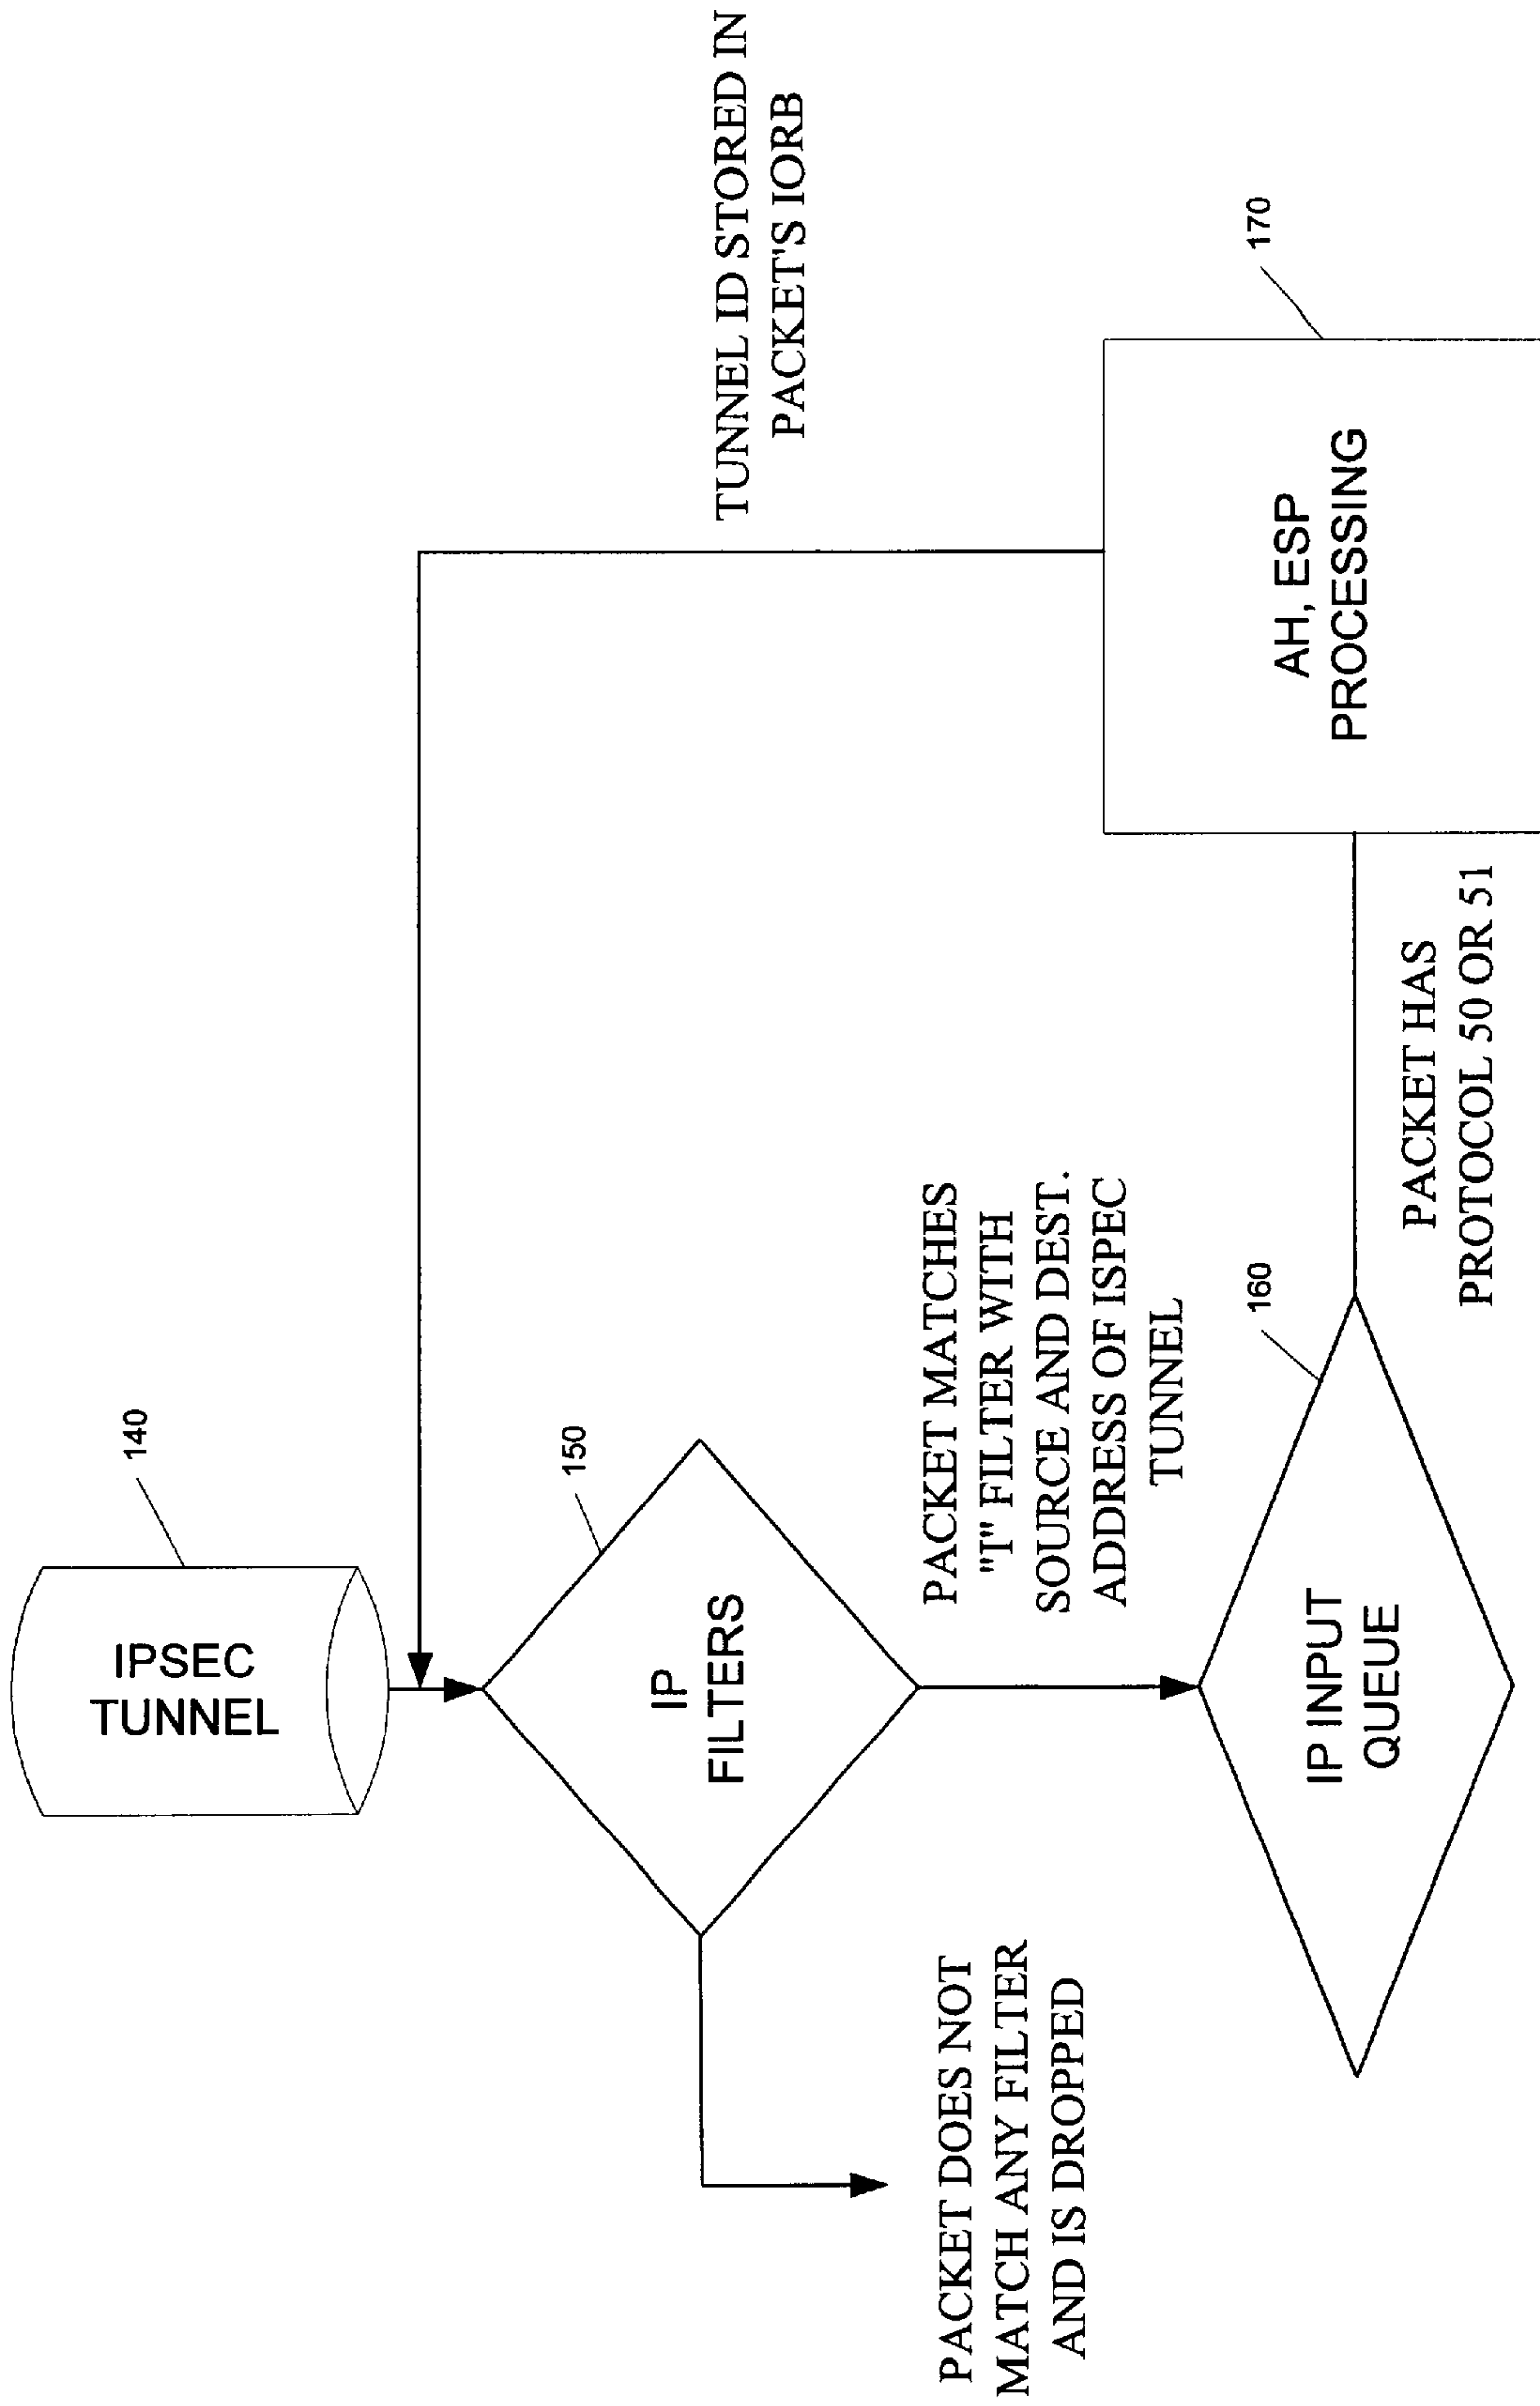 140
IPSEC
TUNNEL
TUNNEL ID STORED IN
PACKET'S IORB
150
IP
FILTERS
PACKET DOES NOT
MATCH ANY FILTER
AND IS DROPPED
PACKET MATCHES
"T" FILTER WITH
SOURCE AND DEST.
ADDRESS OF ISPEC
TUNNEL
160
IP INPUT
QUEUE
170
AH, ESP
PROCESSING
PACKET HAS
PROTOCOL 50 OR 51